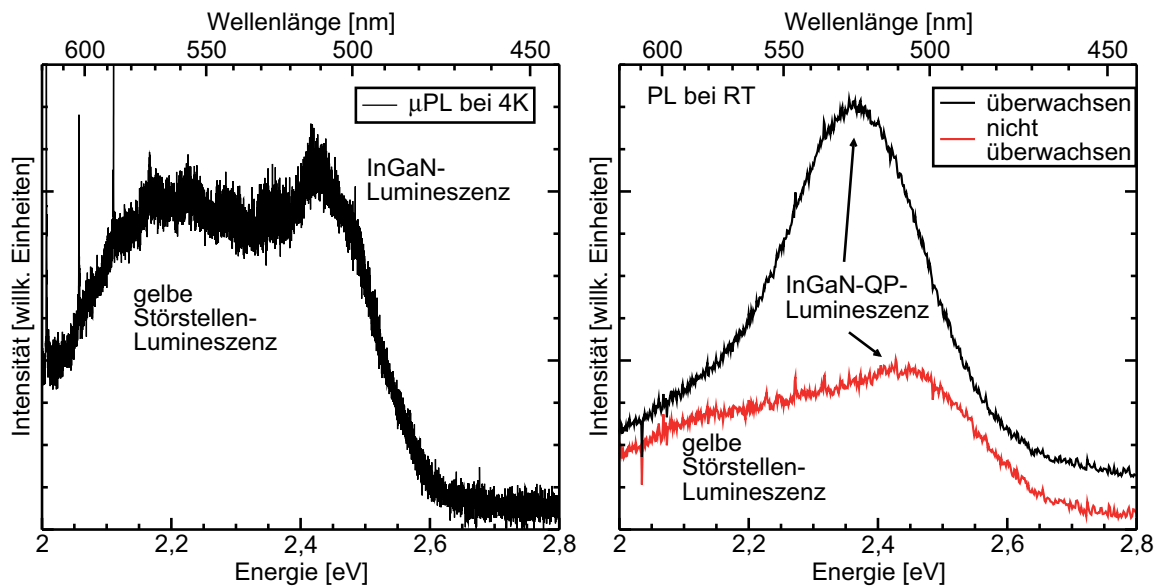 Wellenlänge [nm]
600
550
500
440
μPL bei 4K
InGaN-
Lumineszenz
gelbe
Störstellen-
Lumineszenz
Intensität [willk. Einheiten]
2
2,2
2,4
2,6
2,8
Energie [eV]
Wellenlänge [nm]
600
550
500
440
PL bei RT
überwachsen
nicht
überwachsen
InGaN-QP-
Lumineszenz
gelbe
Störstellen-
Lumineszenz
Intensität [willk. Einheiten]
2
2,2
2,4
2,6
2,8
Energie [eV]